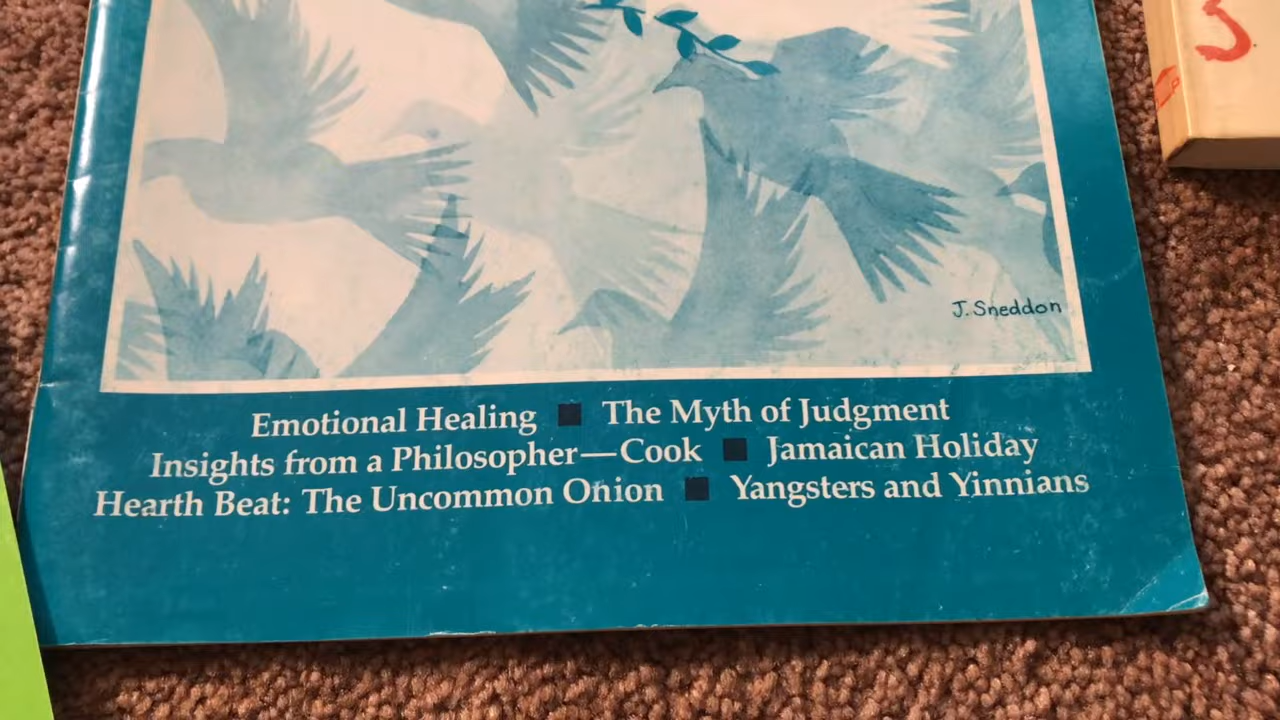 J. Sneddon
Emotional Healing ■ The Myth of Judgment
Insights from a Philosopher—Cook ■ Jamaican Holiday
Hearth Beat: The Uncommon Onion ■ Yangsters and Yinnians